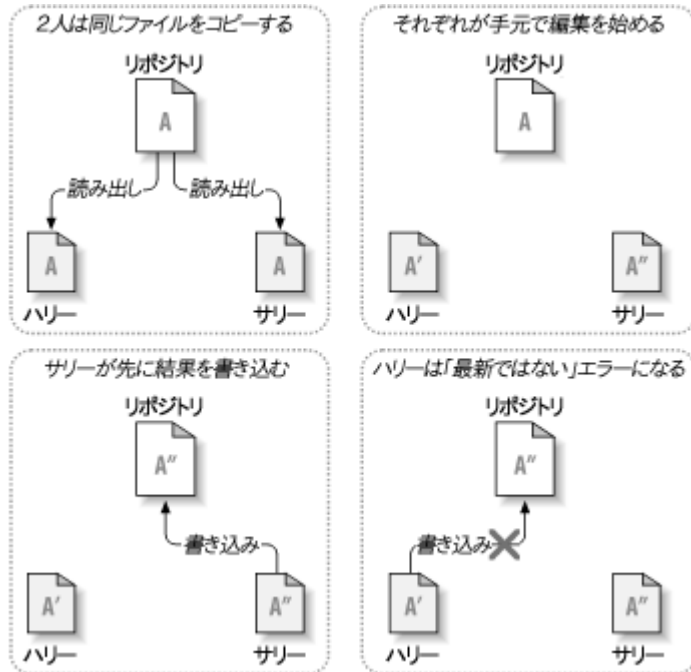 2人は同じファイルをコピーする
リポジトリ
A
読み出し 読み出し
A A
ハリー サリー
それぞれが手元で編集を始める
リポジトリ
A
A' A"
ハリー サリー
サリーが先に結果を書き込む
リポジトリ
A"
書き込み
A' A"
ハリー サリー
ハリーは「最新ではない」エラーになる
リポジトリ
A"
書き込み
A' A"
ハリー サリー